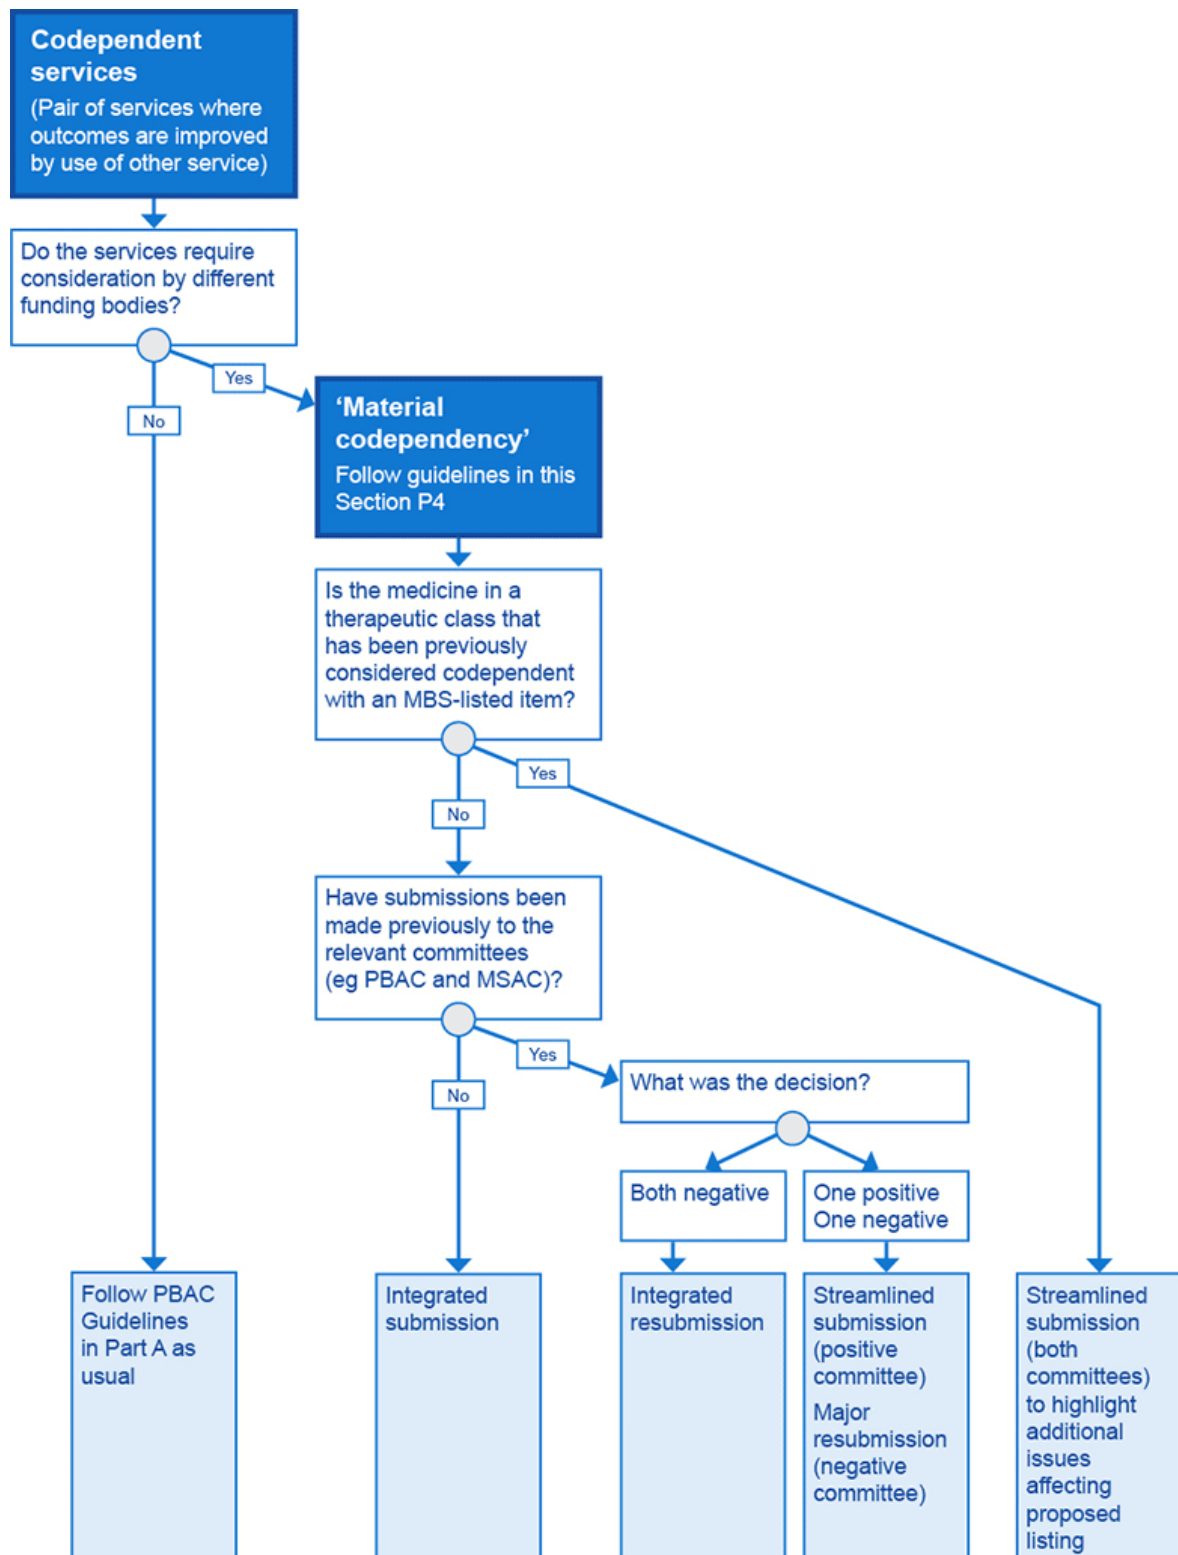 Codependent
services
(Pair of services where
outcomes are improved
by use of other service)
Do the services require
consideration by different
funding bodies?
Yes
No
‘Material
codependency’
Follow guidelines in this
Section P4
Is the medicine in a
therapeutic class that
has been previously
considered codependent
with an MBS-listed item?
Yes
No
Have submissions been
made previously to the
relevant committees
(eg PBAC and MSAC)?
Yes
No
What was the decision?
Both negative
One positive
One negative
Follow PBAC
Guidelines
in Part A as
usual
Integrated
submission
Integrated
resubmission
Streamlined
submission
(positive
committee)
Major
resubmission
(negative
committee)
Streamlined
submission
(both
committees)
to highlight
additional
issues
affecting
proposed
listing